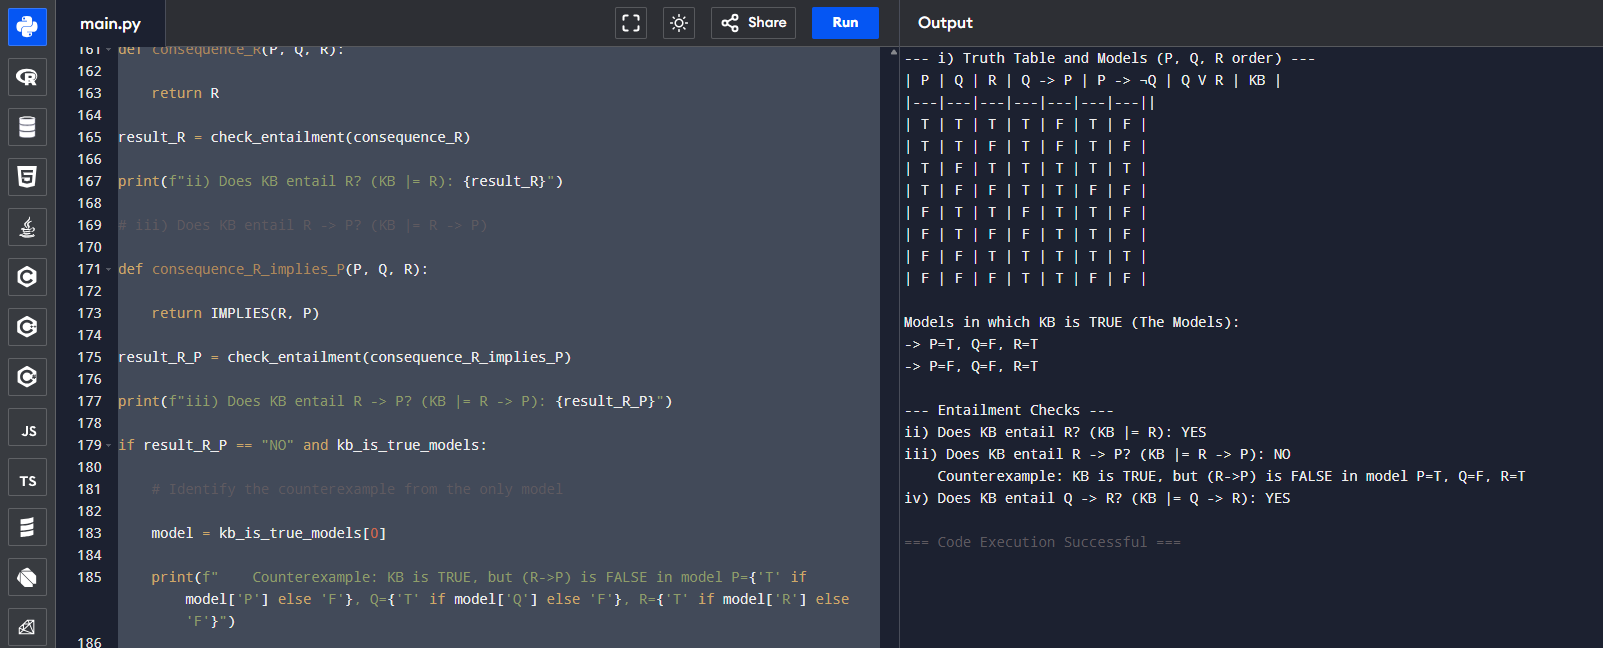 main.py
Share
Run
Output
JS
TS
161 def consequence_R(P, Q, R):
162
163     return R
164
165 result_R = check_entailment(consequence_R)
166
167 print(f"ii) Does KB entail R? (KB |= R): {result_R}")
168
169 # iii) Does KB entail R -> P? (KB |= R -> P)
170
171 def consequence_R_implies_P(P, Q, R):
172
173     return IMPLIES(R, P)
174
175 result_R_P = check_entailment(consequence_R_implies_P)
176
177 print(f"iii) Does KB entail R -> P? (KB |= R -> P): {result_R_P}")
178
179 if result_R_P == "NO" and kb_is_true_models:
180
181     # Identify the counterexample from the only model
182
183     model = kb_is_true_models[0]
184
185     print(f"    Counterexample: KB is TRUE, but (R->P) is FALSE in model P={'T' if
model['P'] else 'F'}, Q={'T' if model['Q'] else 'F'}, R={'T' if model['R'] else
'F'}")
186
--- i) Truth Table and Models (P, Q, R order) ---
| P | Q | R | Q -> P | P -> ¬Q | Q V R | KB |
|---|---|---|---|---|---|---||
| T | T | T | T | F | T | F |
| T | T | F | T | F | T | F |
| T | F | T | T | T | T | T |
| T | F | F | T | T | F | F |
| F | T | T | F | T | T | F |
| F | T | F | F | T | T | F |
| F | F | T | T | T | T | T |
| F | F | F | T | T | F | F |
Models in which KB is TRUE (The Models):
-> P=T, Q=F, R=T
-> P=F, Q=F, R=T
--- Entailment Checks ---
ii) Does KB entail R? (KB |= R): YES
iii) Does KB entail R -> P? (KB |= R -> P): NO
    Counterexample: KB is TRUE, but (R->P) is FALSE in model P=T, Q=F, R=T
iv) Does KB entail Q -> R? (KB |= Q -> R): YES
=== Code Execution Successful ===